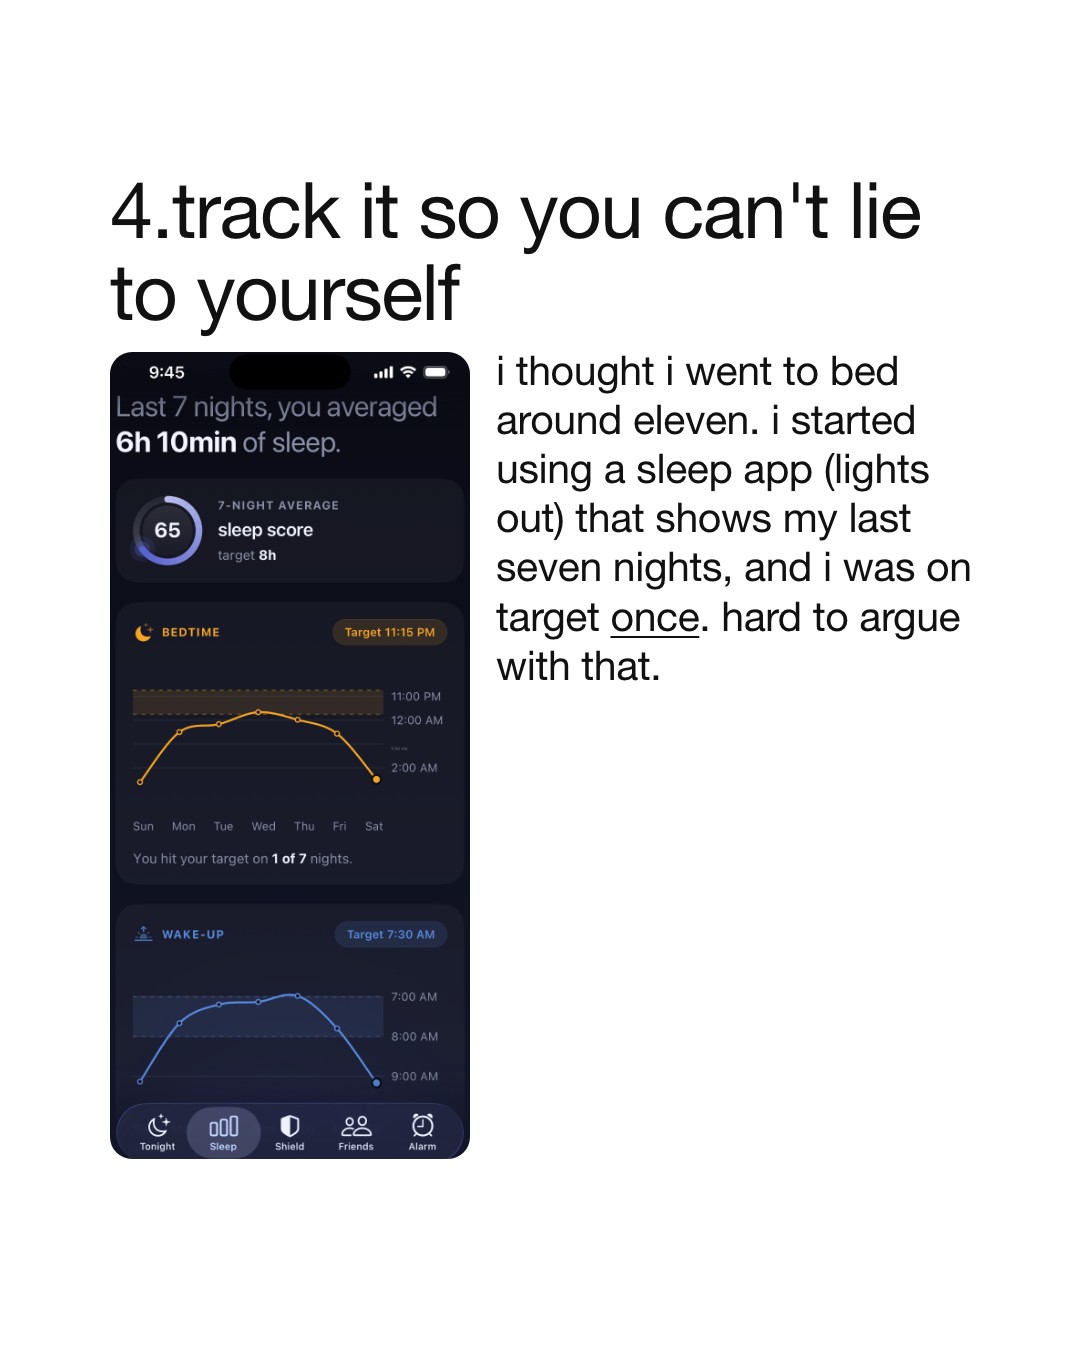 4.track it so you can't lie
to yourself
9:45
Last 7 nights, you averaged
6h 10min of sleep.
65
7-NIGHT AVERAGE
sleep score
target 8h
BEDTIME
Target 11:15 PM
11:00 PM
12:00 AM
2:00 AM
Sun Mon Tue Wed Thu Fri Sat
You hit your target on 1 of 7 nights.
WAKE-UP
Target 7:30 AM
7:00 AM
8:00 AM
9:00 AM
Tonight Sleep Shield Friends Alarm
i thought i went to bed
around eleven. i started
using a sleep app (lights
out) that shows my last
seven nights, and i was on
target once. hard to argue
with that.